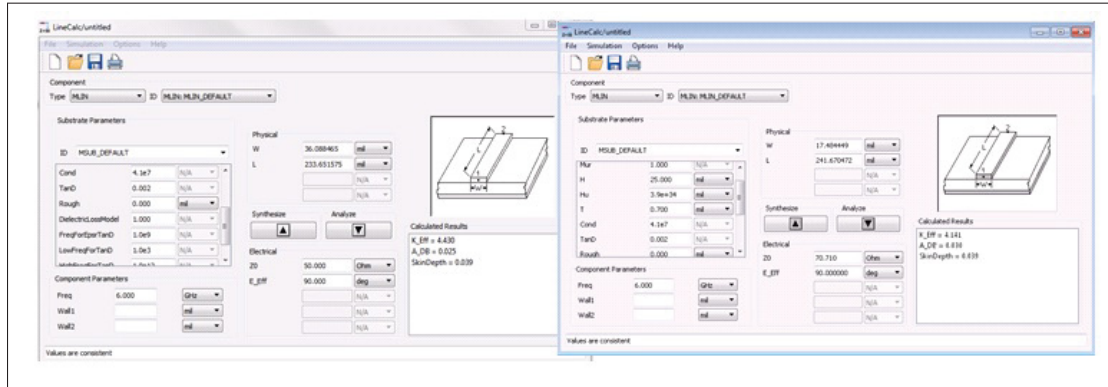 LineCalc/untitled
File Simulation Options Help
Component
Type MLIN ID MLIN: MLIN_DEFAULT
Substrate Parameters
ID MSUB_DEFAULT
Cond 4.1e7 N/A
TanD 0.002 N/A
Rough 0.000 mil
DielectricLossModel 1.000 N/A
FreqForEpsrTanD 1.0e9 N/A
LowFreqForTanD 1.0e3 N/A
HighFreqForTanD 1.0e12 N/A
Component Parameters
Freq 6.000 GHz
Wall1 mil
Wall2 mil
Physical
W 36.088465 mil
L 233.651575 mil
N/A
N/A
Synthesize Analyze
Electrical
Z0 50.000 Ohm
E_Eff 90.000 deg
N/A
N/A
N/A
Calculated Results
K_Eff = 4.430
A_DB = 0.025
SkinDepth = 0.039
Values are consistent
LineCalc/untitled
File Simulation Options Help
Component
Type MLIN ID MLIN: MLIN_DEFAULT
Substrate Parameters
ID MSUB_DEFAULT
Mur 1.000 N/A
H 25.000 mil
Hu 3.9e+34 mil
T 0.700 mil
Cond 4.1e7 N/A
TanD 0.002 N/A
Rough 0.000 mil
Component Parameters
Freq 6.000 GHz
Wall1 mil
Wall2 mil
Physical
W 17.484449 mil
L 241.670472 mil
N/A
N/A
Synthesize Analyze
Electrical
Z0 70.710 Ohm
E_Eff 90.000000 deg
N/A
N/A
N/A
Calculated Results
K_Eff = 4.141
A_DB =
SkinDepth =
Values are consistent